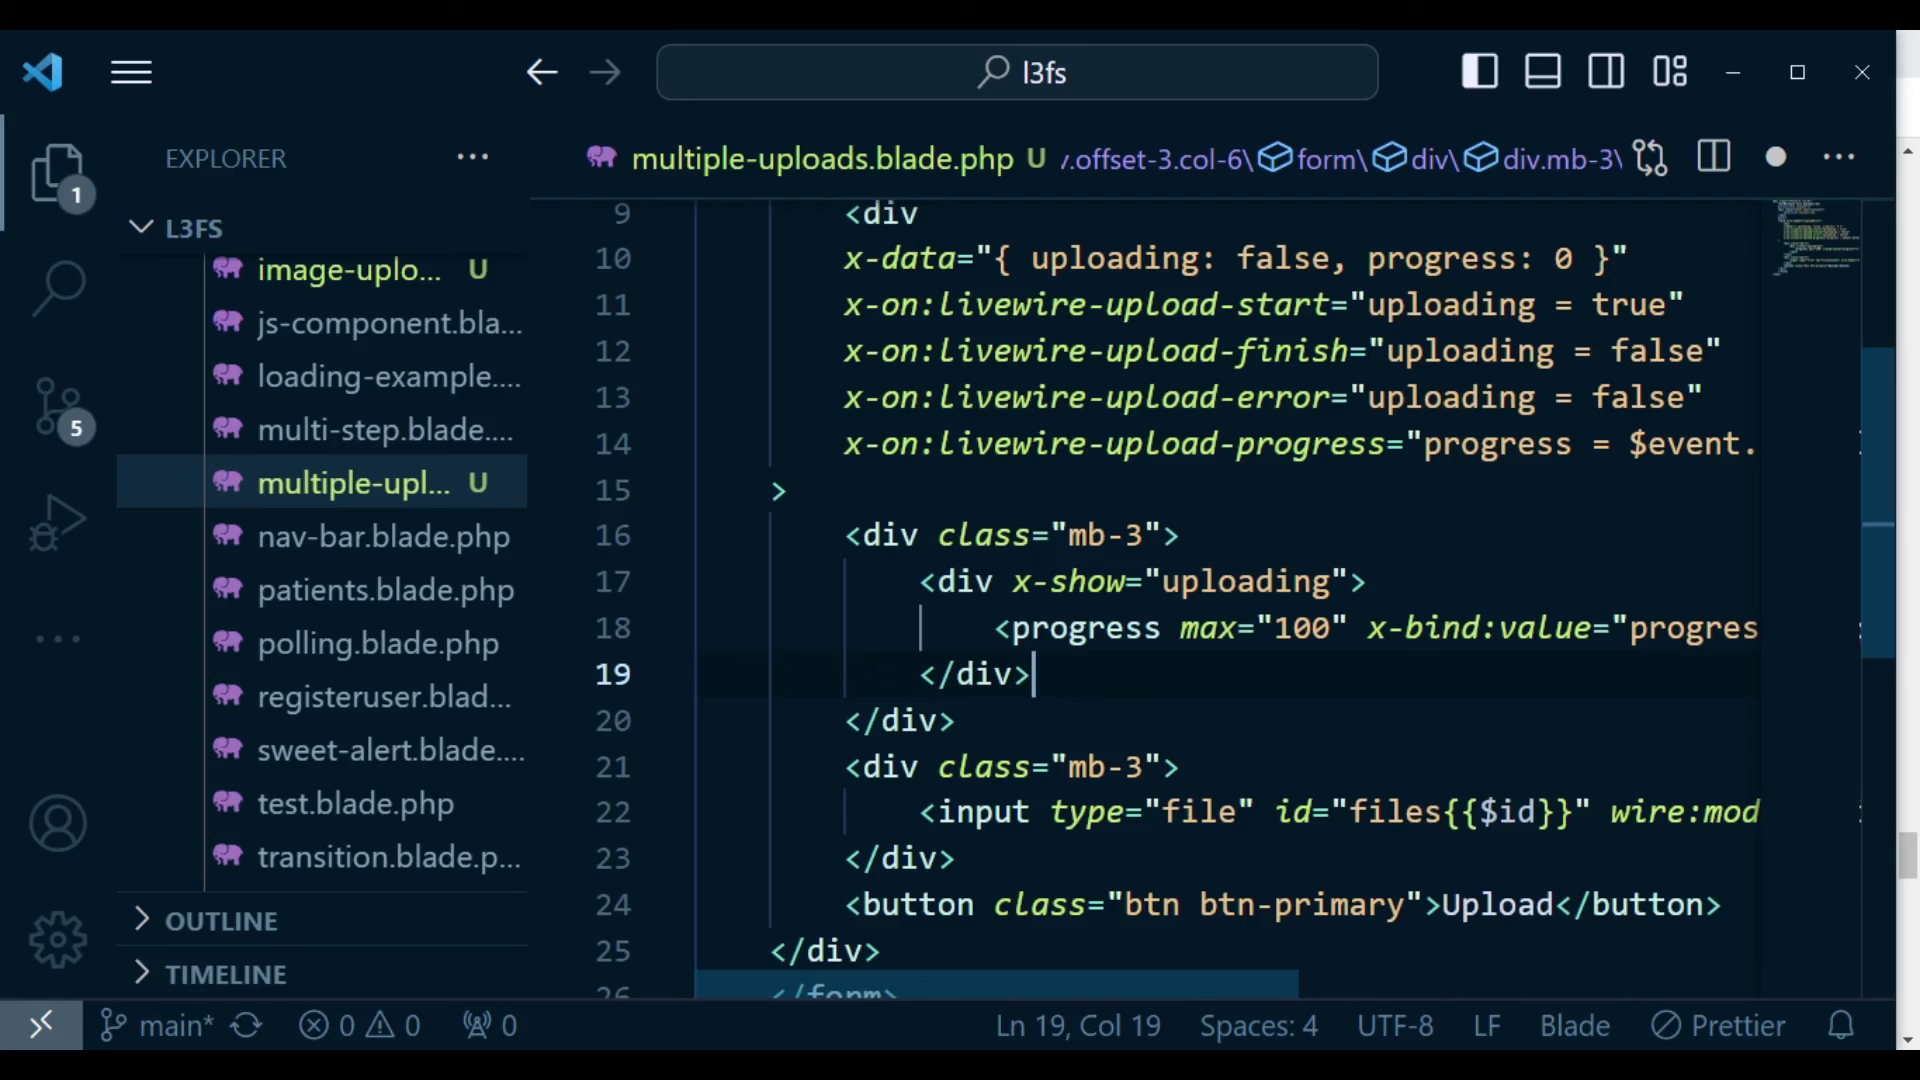 l3fs
EXPLORER
multiple-uploads.blade.php U .offset-3.col-6\ form\ div\ div.mb-3\
1
L3FS
image-uplo... U
js-component.bla...
loading-example....
multi-step.blade....
5
multiple-upl... U
nav-bar.blade.php
patients.blade.php
polling.blade.php
registeruser.blad...
sweet-alert.blade....
test.blade.php
transition.blade.p...
OUTLINE
TIMELINE
9 <div
10 x-data="{ uploading: false, progress: 0 }"
11 x-on:livewire-upload-start="uploading = true"
12 x-on:livewire-upload-finish="uploading = false"
13 x-on:livewire-upload-error="uploading = false"
14 x-on:livewire-upload-progress="progress = $event.
15 >
16 <div class="mb-3">
17 <div x-show="uploading">
18 <progress max="100" x-bind:value="progres
19 </div>
20 </div>
21 <div class="mb-3">
22 <input type="file" id="files{{$id}}" wire:mod
23 </div>
24 <button class="btn btn-primary">Upload</button>
25 </div>
26 </form>
main* 0 0 0 Ln 19, Col 19 Spaces: 4 UTF-8 LF Blade Prettier